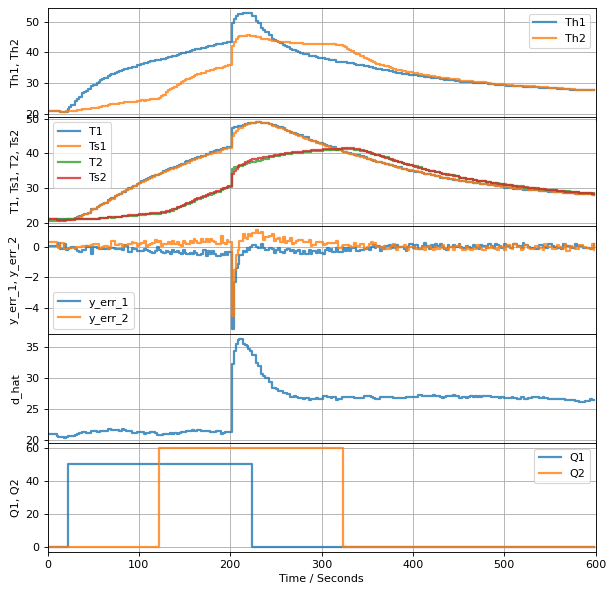 Th1, Th2
50
40
30
20
Th1
Th2
T1, Ts1, T2, Ts2
50
40
30
20
T1
Ts1
T2
Ts2
y_err_1, y_err_2
0
−2
−4
y_err_1
y_err_2
d_hat
35
30
25
20
Q1, Q2
60
40
20
0
Q1
Q2
0 100 200 300 400 500 600
Time / Seconds